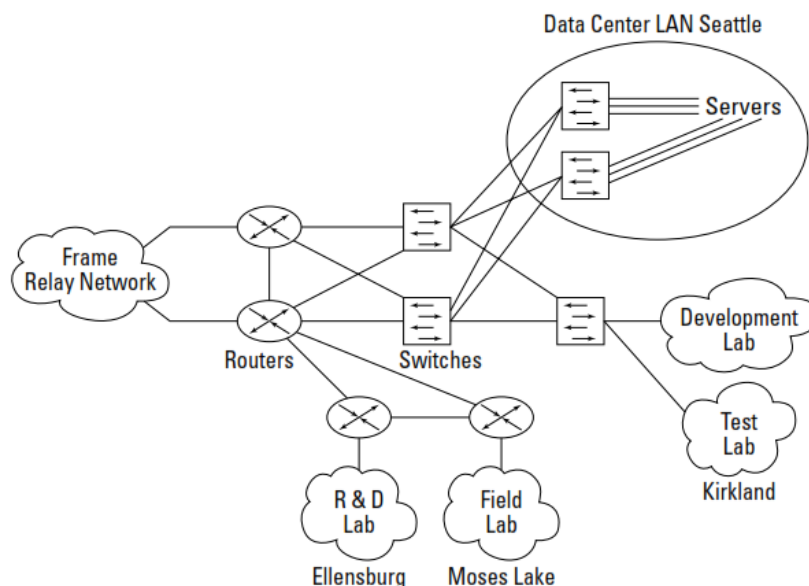 Data Center LAN Seattle
Servers
Frame
Relay Network
Routers
Switches
Development
Lab
Test
Lab
Kirkland
R & D
Lab
Ellensburg
Field
Lab
Moses Lake